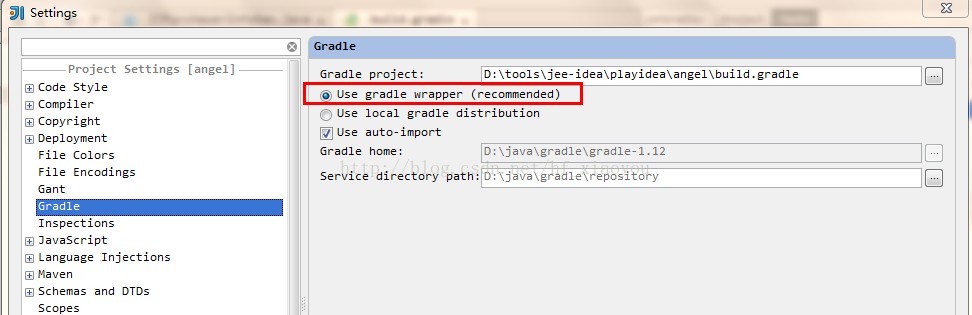 Settings
Project Settings [angel]
Code Style
Compiler
Copyright
Deployment
File Colors
File Encodings
Gant
Gradle
Inspections
JavaScript
Language Injections
Maven
Schemas and DTDs
Scopes
Gradle
Gradle project: D:\tools\jee-idea\playidea\angel\build.gradle ...
Use gradle wrapper (recommended)
Use local gradle distribution
Use auto-import
Gradle home: D:\java\gradle\gradle-1.12 ...
http://blog.csdn.net/hf_xiaoyou
Service directory path: D:\java\gradle\repository ...